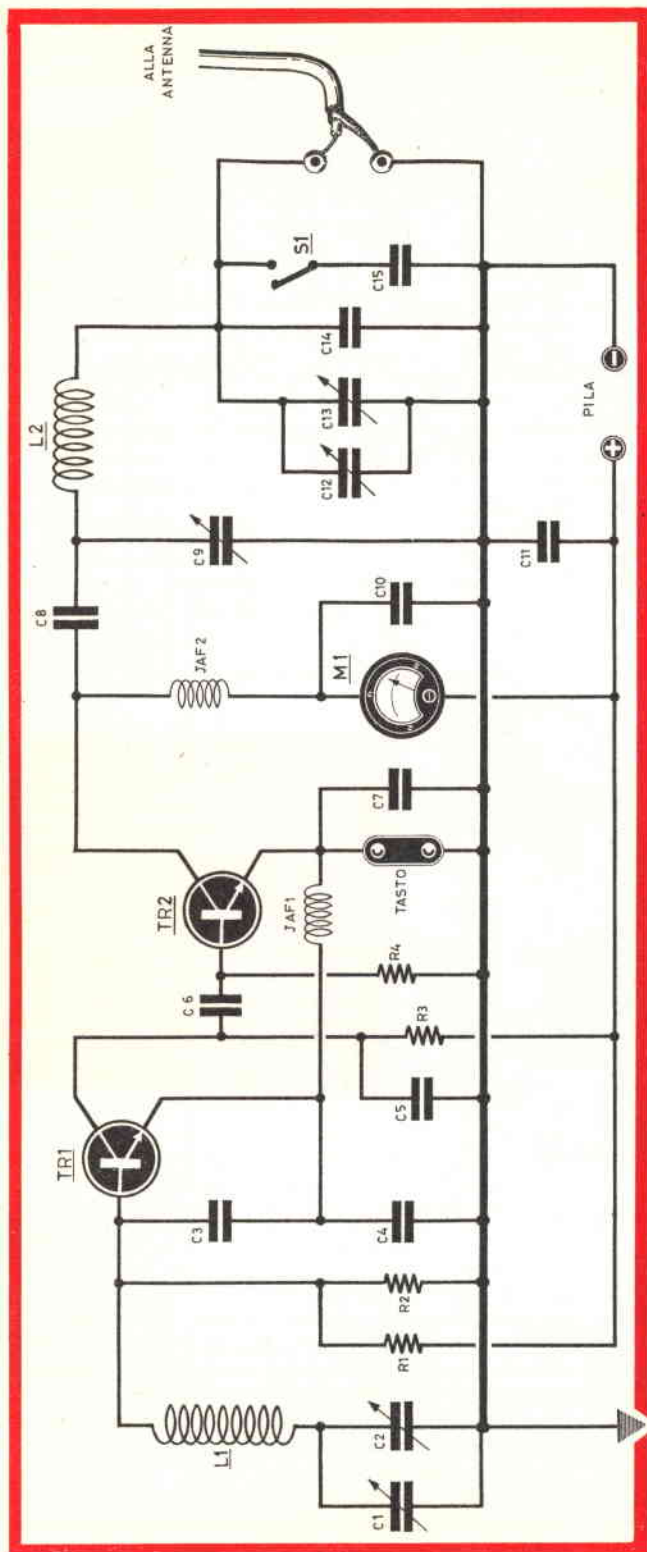 ALLA
ANTENNA
L2
S1
C15
C14
C13
C12
C9
C8
PILA
C11
C10
JAF2
M1
C7
TR2
JAF1
TASTO
C6
R4
R3
TR1
C5
C3
C4
R2
R1
L1
C2
C1